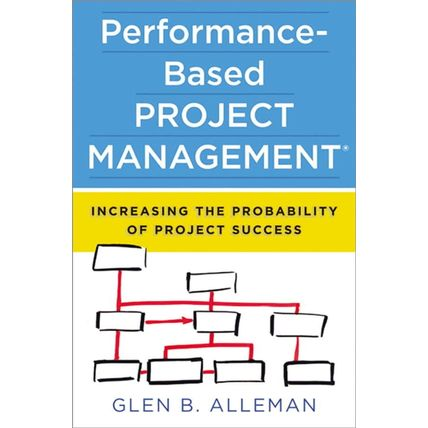 Performance-
Based
PROJECT
MANAGEMENT®
INCREASING THE PROBABILITY
OF PROJECT SUCCESS
GLEN B. ALLEMAN